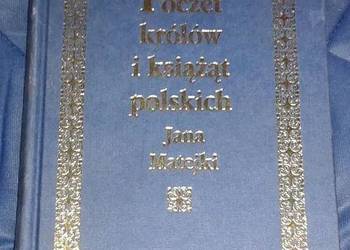 Poczet
królów
i książąt
polskich
Jana
Matejki